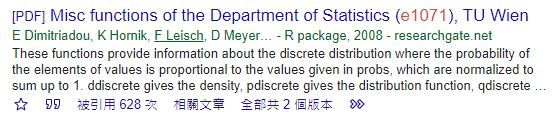 [PDF] Misc functions of the Department of Statistics (e1071), TU Wien
E Dimitriadou, K Hornik, F Leisch, D Meyer... - R package, 2008 - researchgate.net
These functions provide information about the discrete distribution where the probability of
the elements of values is proportional to the values given in probs, which are normalized to
sum up to 1. ddiscrete gives the density, pdiscrete gives the distribution function, qdiscrete ...
被引用 628 次 相關文章 全部共 2 個版本